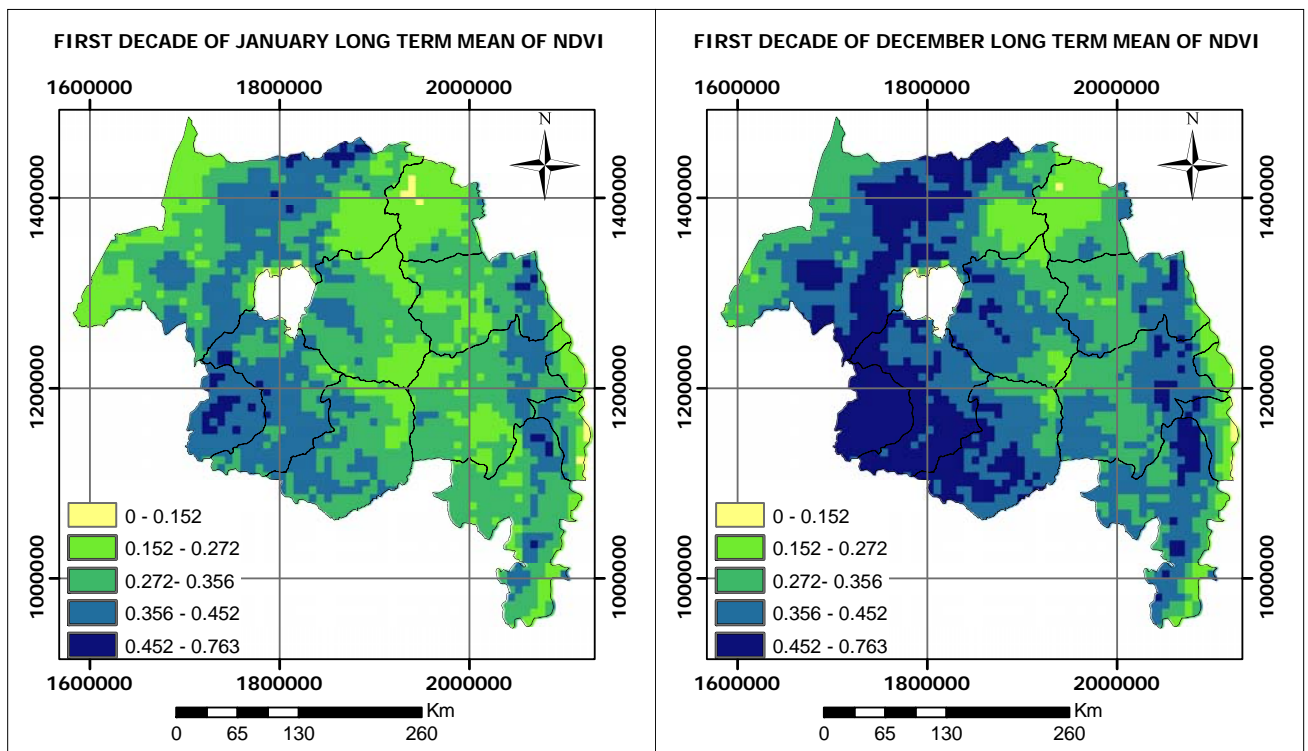 FIRST DECADE OF JANUARY LONG TERM MEAN OF NDVI
1600000 1800000 2000000
N
1400000 1400000
1200000 1200000
1000000 1000000
0 - 0.152
0.152 - 0.272
0.272- 0.356
0.356 - 0.452
0.452 - 0.763
1600000 1800000 2000000
Km
0 65 130 260
FIRST DECADE OF DECEMBER LONG TERM MEAN OF NDVI
1600000 1800000 2000000
N
1400000 1400000
1200000 1200000
1000000 1000000
0 - 0.152
0.152 - 0.272
0.272- 0.356
0.356 - 0.452
0.452 - 0.763
1600000 1800000 2000000
Km
0 65 130 260